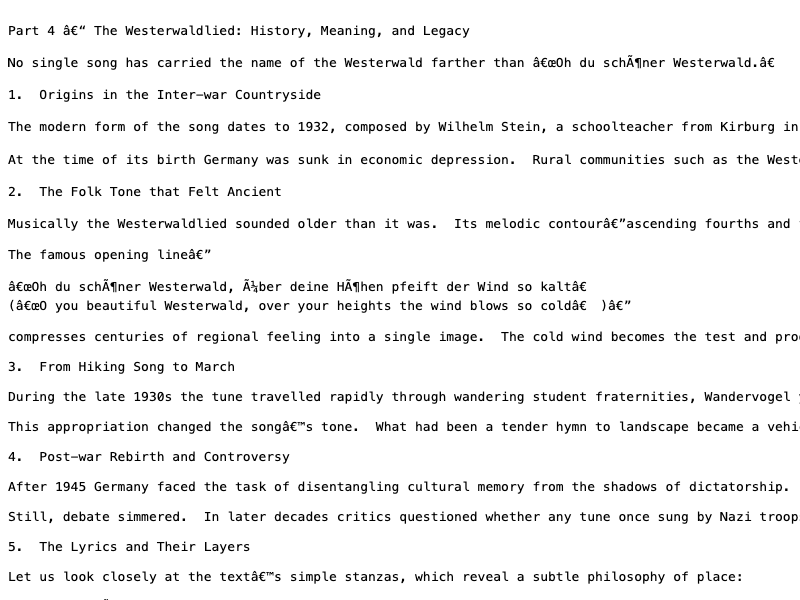 Part 4 â€“ The Westerwaldlied: History, Meaning, and Legacy
No single song has carried the name of the Westerwald farther than â€œOh du schÃ¶ner Westerwald.â€
1.  Origins in the Inter-war Countryside
The modern form of the song dates to 1932, composed by Wilhelm Stein, a schoolteacher from Kirburg in
At the time of its birth Germany was sunk in economic depression.  Rural communities such as the West
2.  The Folk Tone that Felt Ancient
Musically the Westerwaldlied sounded older than it was.  Its melodic contourâ€”ascending fourths and
The famous opening lineâ€”
â€œOh du schÃ¶ner Westerwald, Ã¼ber deine HÃ¶hen pfeift der Wind so kaltâ€
(â€œO you beautiful Westerwald, over your heights the wind blows so coldâ€  )â€”
compresses centuries of regional feeling into a single image.  The cold wind becomes the test and pro
3.  From Hiking Song to March
During the late 1930s the tune travelled rapidly through wandering student fraternities, Wandervogel
This appropriation changed the songâ€™s tone.  What had been a tender hymn to landscape became a vehi
4.  Post-war Rebirth and Controversy
After 1945 Germany faced the task of disentangling cultural memory from the shadows of dictatorship.
Still, debate simmered.  In later decades critics questioned whether any tune once sung by Nazi troop
5.  The Lyrics and Their Layers
Let us look closely at the textâ€™s simple stanzas, which reveal a subtle philosophy of place: